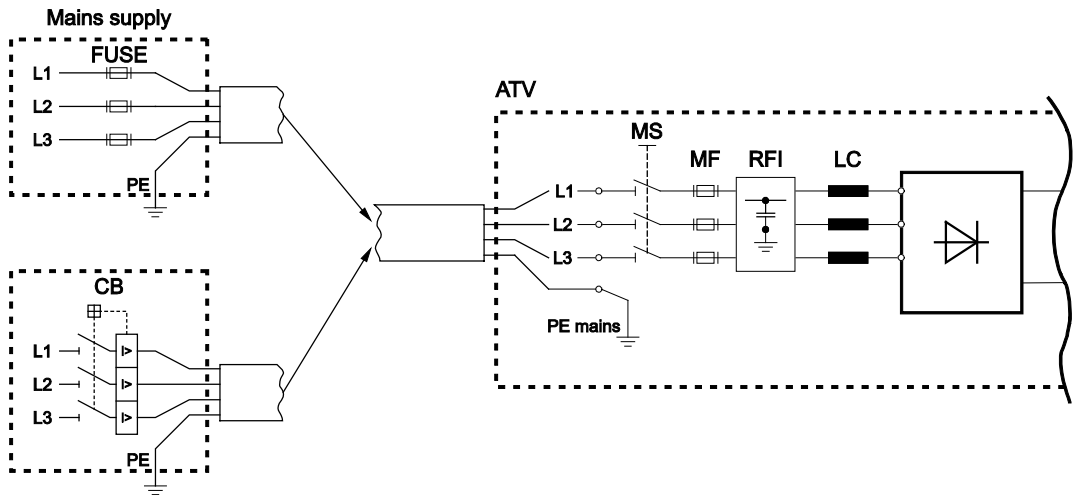 Mains supply
FUSE
L1
L2
L3
PE
CB
L1
I>
L2
I>
L3
I>
PE
ATV
MS
MF
RFI
LC
L1
L2
L3
PE mains